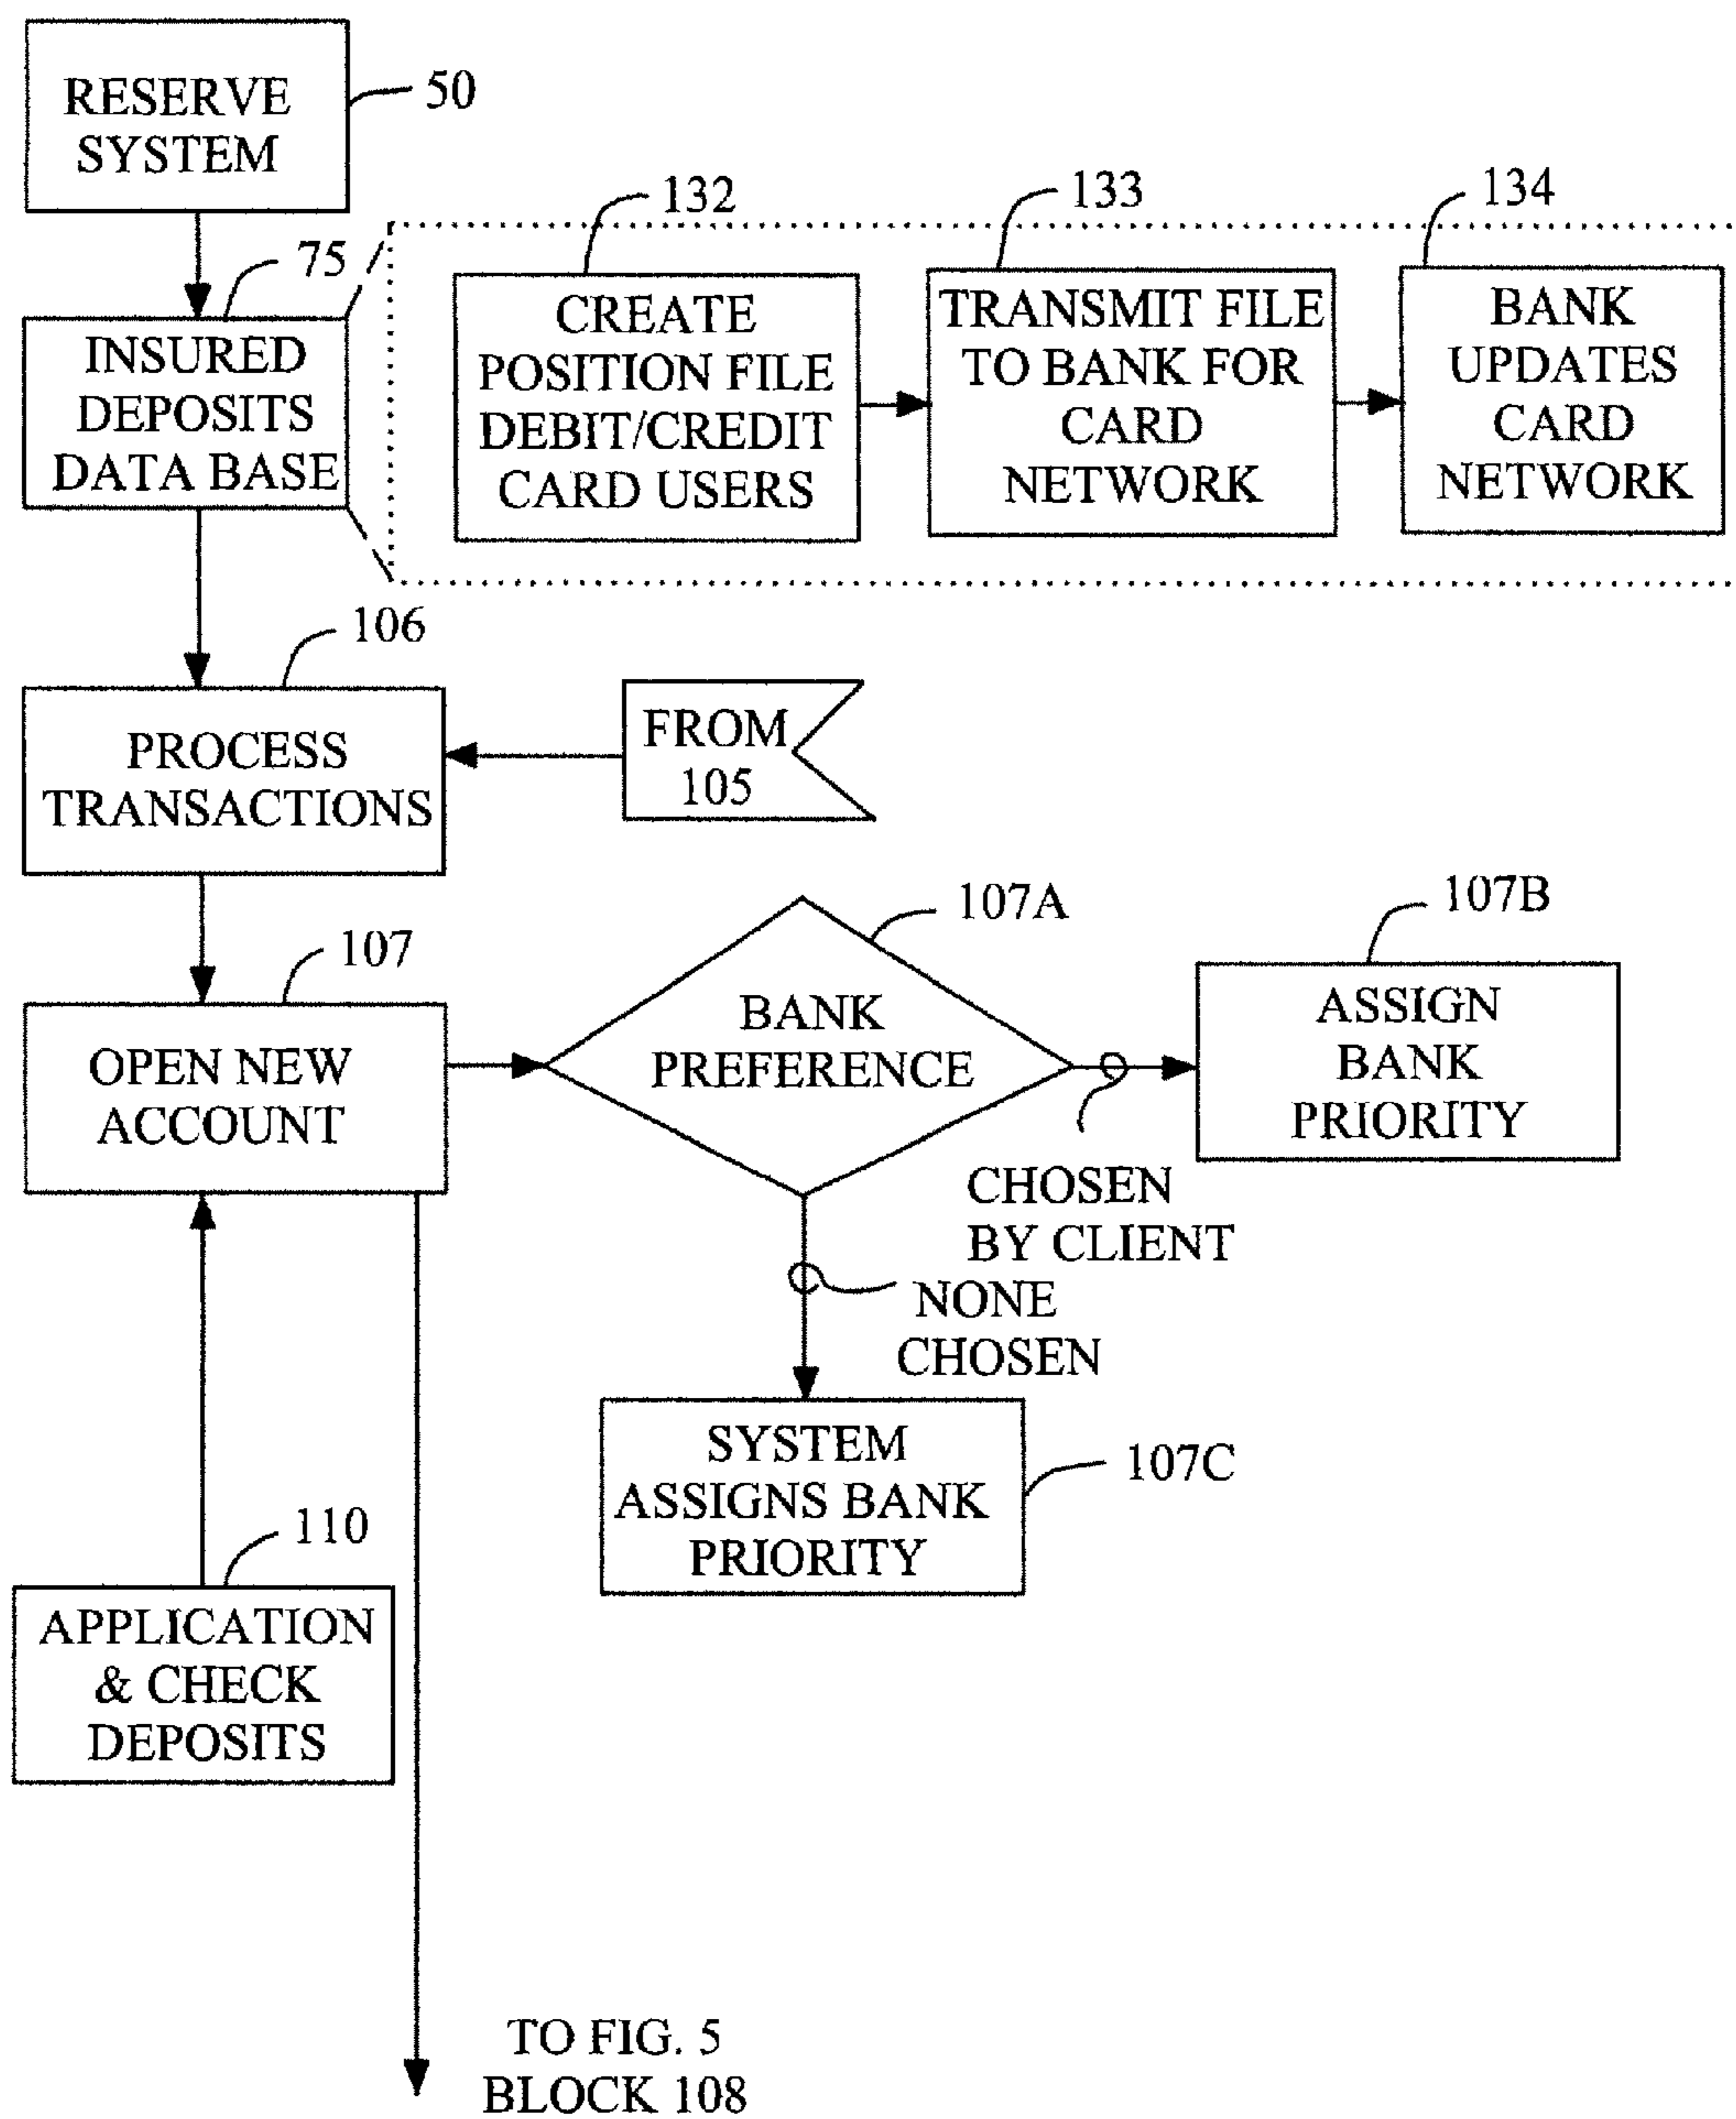 RESERVE
SYSTEM
50
75
INSURED
DEPOSITS
DATA BASE
132
CREATE
POSITION FILE
DEBIT/CREDIT
CARD USERS
133
TRANSMIT FILE
TO BANK FOR
CARD
NETWORK
134
BANK
UPDATES
CARD
NETWORK
106
PROCESS
TRANSACTIONS
FROM
105
107
OPEN NEW
ACCOUNT
107A
BANK
PREFERENCE
107B
ASSIGN
BANK
PRIORITY
CHOSEN
BY CLIENT
NONE
CHOSEN
SYSTEM
ASSIGNS BANK
PRIORITY
107C
110
APPLICATION
& CHECK
DEPOSITS
TO FIG. 5
BLOCK 108